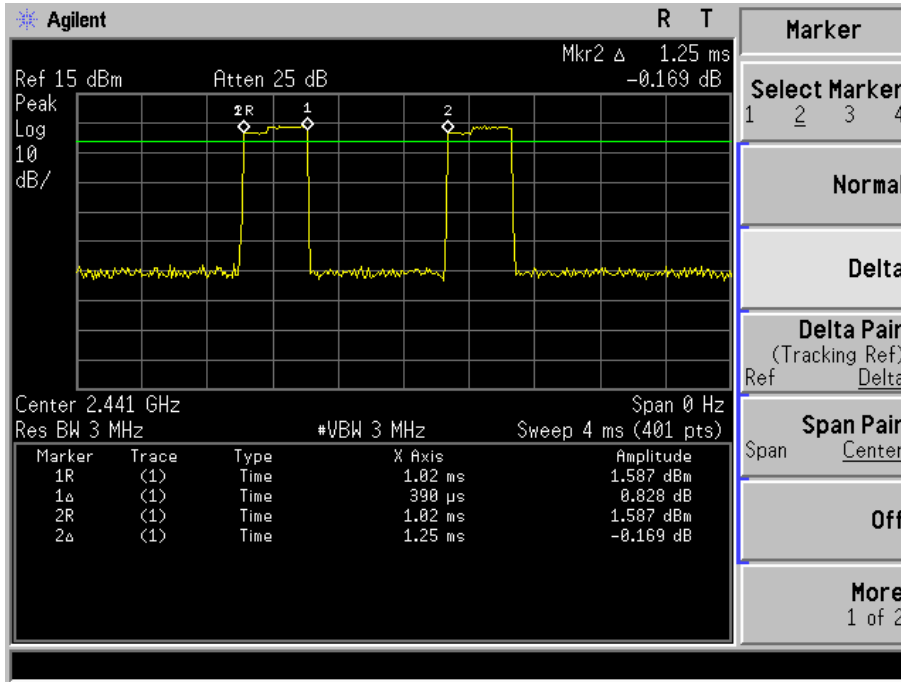 Agilent R T
Mkr2 Δ 1.25 ms
Ref 15 dBm Atten 25 dB -0.169 dB
Peak
Log
10
dB/
2R 1 2
Center 2.441 GHz Span 0 Hz
Res BW 3 MHz #VBW 3 MHz Sweep 4 ms (401 pts)
Marker Trace Type X Axis Amplitude
1R (1) Time 1.02 ms 1.587 dBm
1Δ (1) Time 390 µs 0.828 dB
2R (1) Time 1.02 ms 1.587 dBm
2Δ (1) Time 1.25 ms -0.169 dB
Marker
Select Marker
1 2 3 4
Normal
Delta
Delta Pair
(Tracking Ref)
Ref Delta
Span Pair
Span Center
Off
More
1 of 2